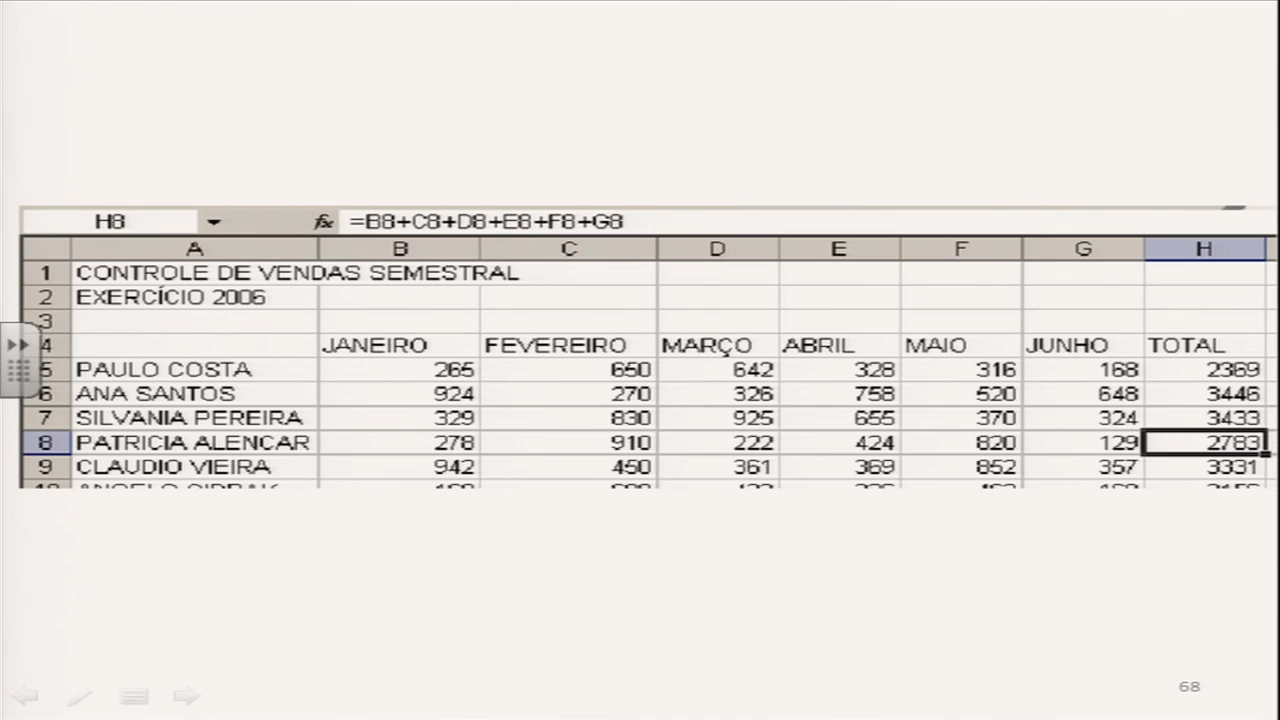 H8 fx =B8+C8+D8+E8+F8+G8
A B C D E F G H
1 CONTROLE DE VENDAS SEMESTRAL
2 EXERCÍCIO 2006
3
4 JANEIRO FEVEREIRO MARÇO ABRIL MAIO JUNHO TOTAL
5 PAULO COSTA 265 650 642 328 316 168 2369
6 ANA SANTOS 924 270 326 758 520 648 3446
7 SILVANIA PEREIRA 329 830 925 655 370 324 3433
8 PATRICIA ALENCAR 278 910 222 424 820 129 2783
9 CLAUDIO VIEIRA 942 450 361 369 852 357 3331
68